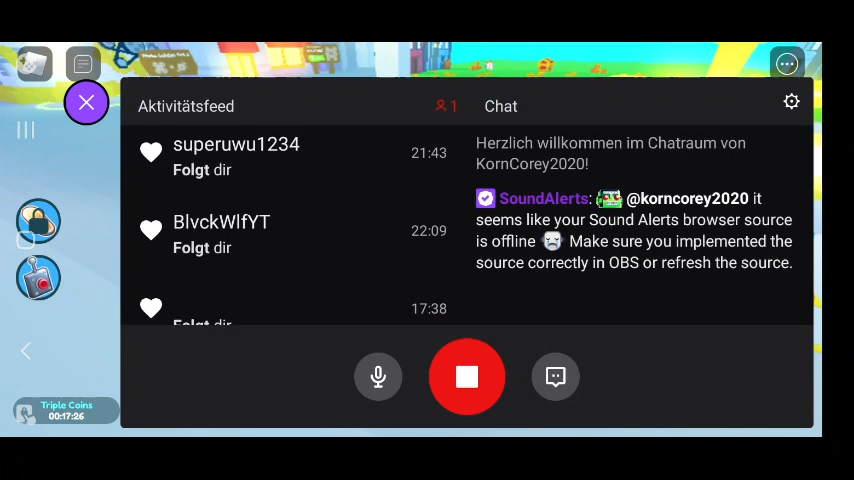 Aktivitätsfeed
1
Chat
superuwu1234
Folgt dir
21:43
BlvckWlfYT
Folgt dir
22:09
Folgt dir
17:38
Herzlich willkommen im Chatraum von
KornCorey2020!
SoundAlerts: @korncorey2020 it
seems like your Sound Alerts browser source
is offline Make sure you implemented the
source correctly in OBS or refresh the source.
Triple Coins
00:17:26